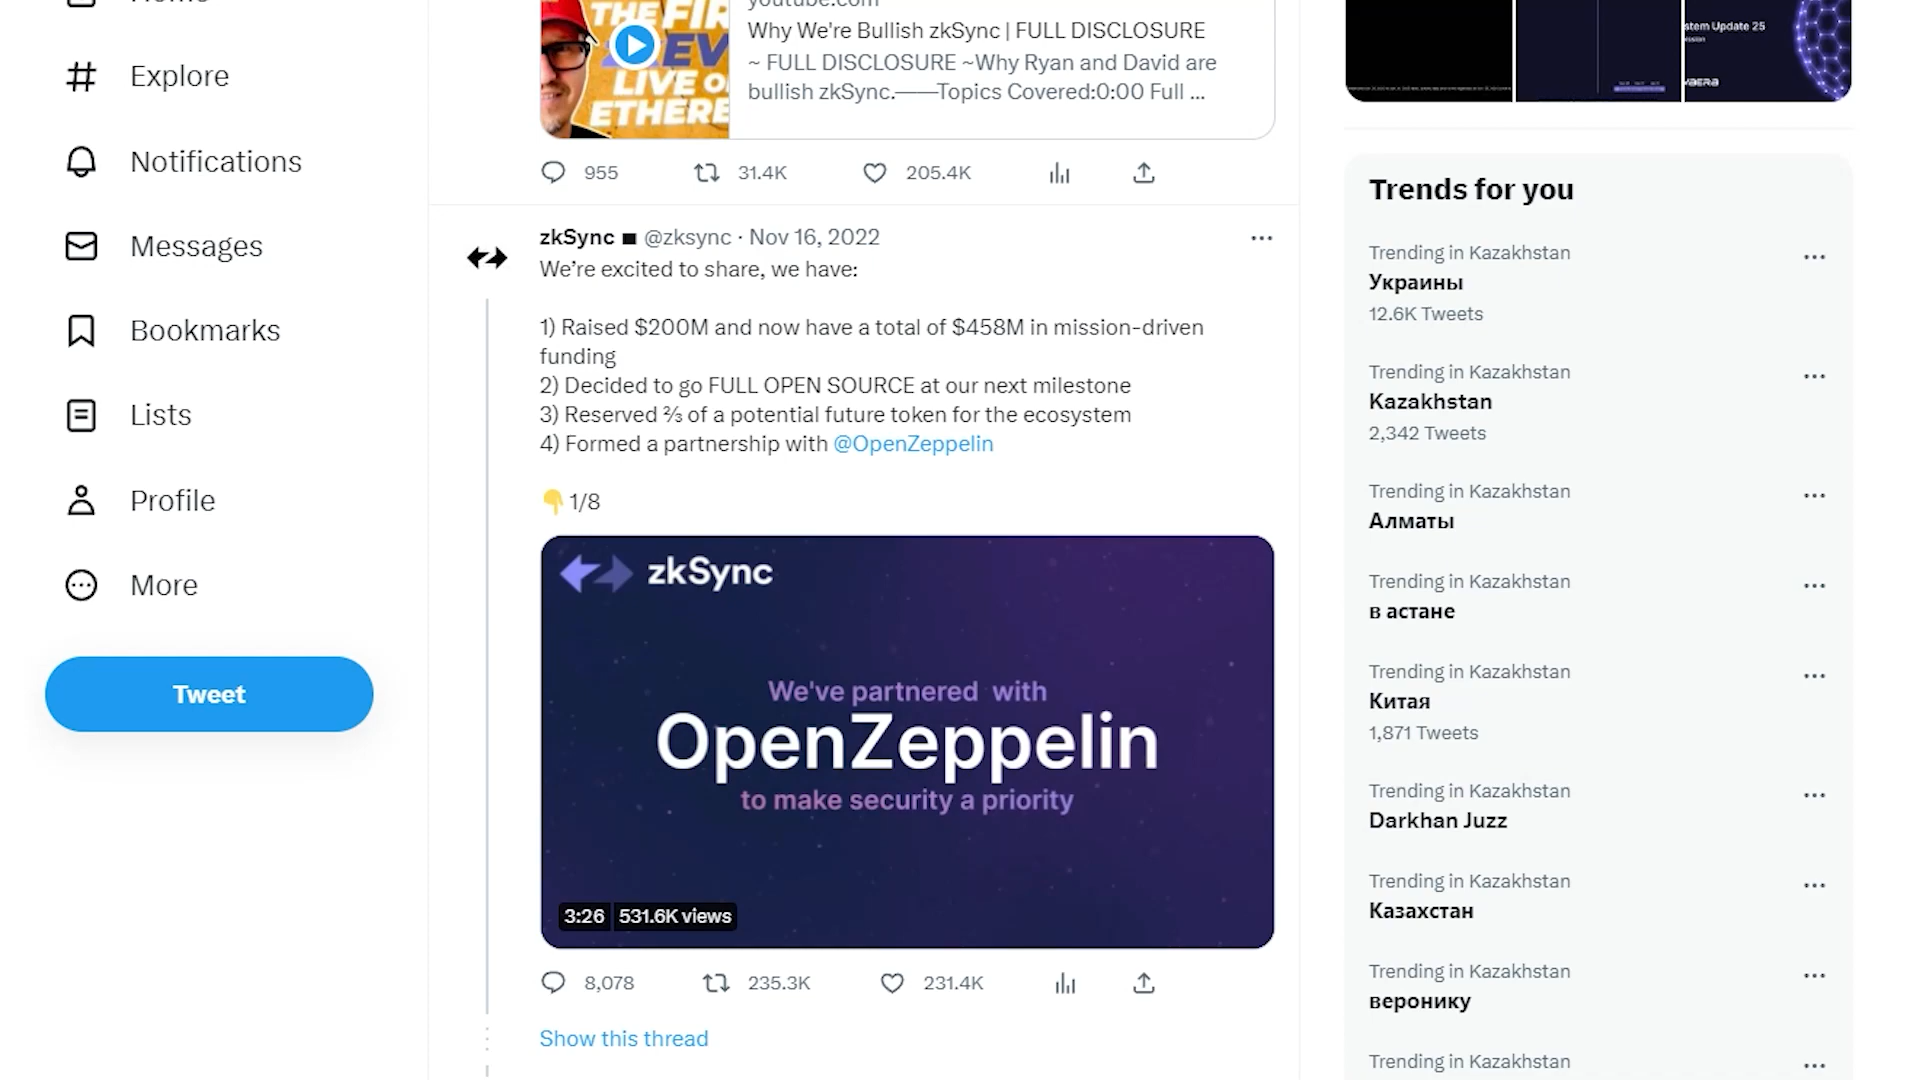 Explore
Notifications
Messages
Bookmarks
Lists
Profile
More
Tweet
LIVE O
ETHERE
Why We're Bullish zkSync | FULL DISCLOSURE
~ FULL DISCLOSURE ~Why Ryan and David are
bullish zkSync.——Topics Covered:0:00 Full ...
955 31.4K 205.4K
zkSync @zksync · Nov 16, 2022
We’re excited to share, we have:
1) Raised $200M and now have a total of $458M in mission-driven
funding
2) Decided to go FULL OPEN SOURCE at our next milestone
3) Reserved ⅔ of a potential future token for the ecosystem
4) Formed a partnership with @OpenZeppelin
👇 1/8
zkSync
We've partnered with
OpenZeppelin
to make security a priority
3:26 531.6K views
8,078 235.3K 231.4K
Show this thread
stem Update 25
Trends for you
Trending in Kazakhstan
Украины
12.6K Tweets
Trending in Kazakhstan
Kazakhstan
2,342 Tweets
Trending in Kazakhstan
Алматы
Trending in Kazakhstan
в астане
Trending in Kazakhstan
Китая
1,871 Tweets
Trending in Kazakhstan
Darkhan Juzz
Trending in Kazakhstan
Казахстан
Trending in Kazakhstan
веронику
Trending in Kazakhstan